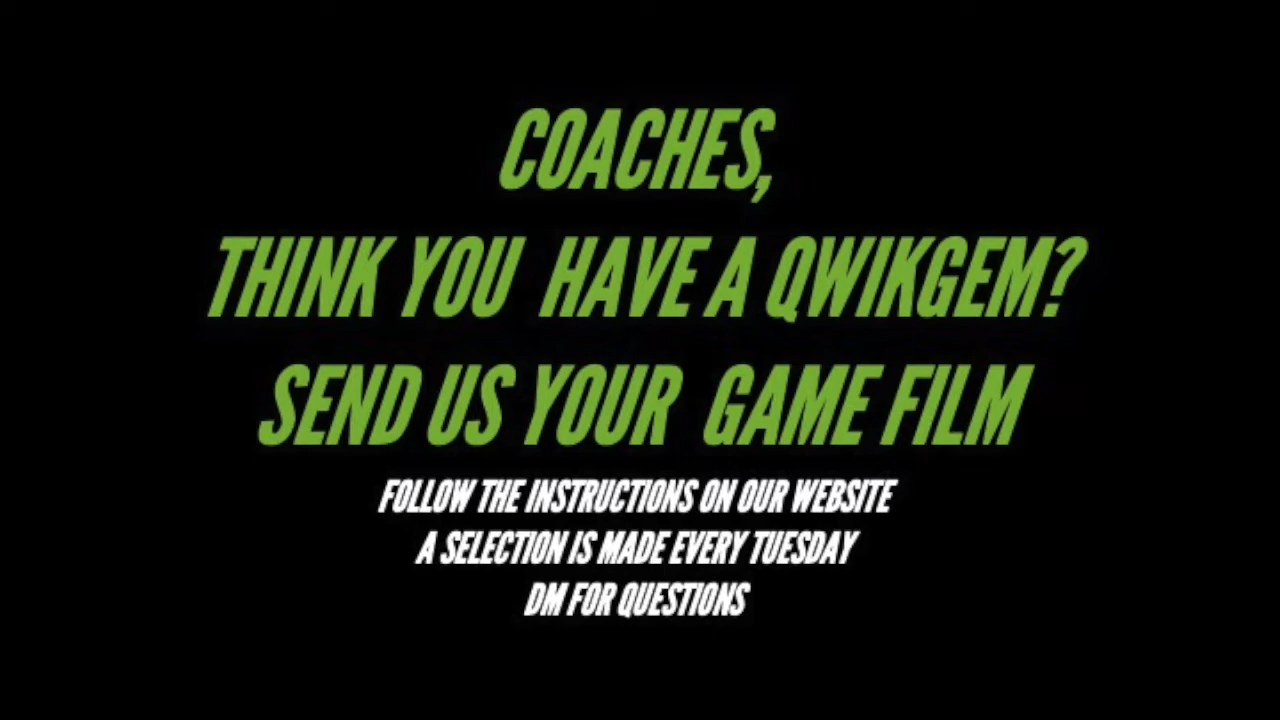 COACHES,
THINK YOU HAVE A QWIKGEM?
SEND US YOUR GAME FILM
FOLLOW THE INSTRUCTIONS ON OUR WEBSITE
A SELECTION IS MADE EVERY TUESDAY
DM FOR QUESTIONS